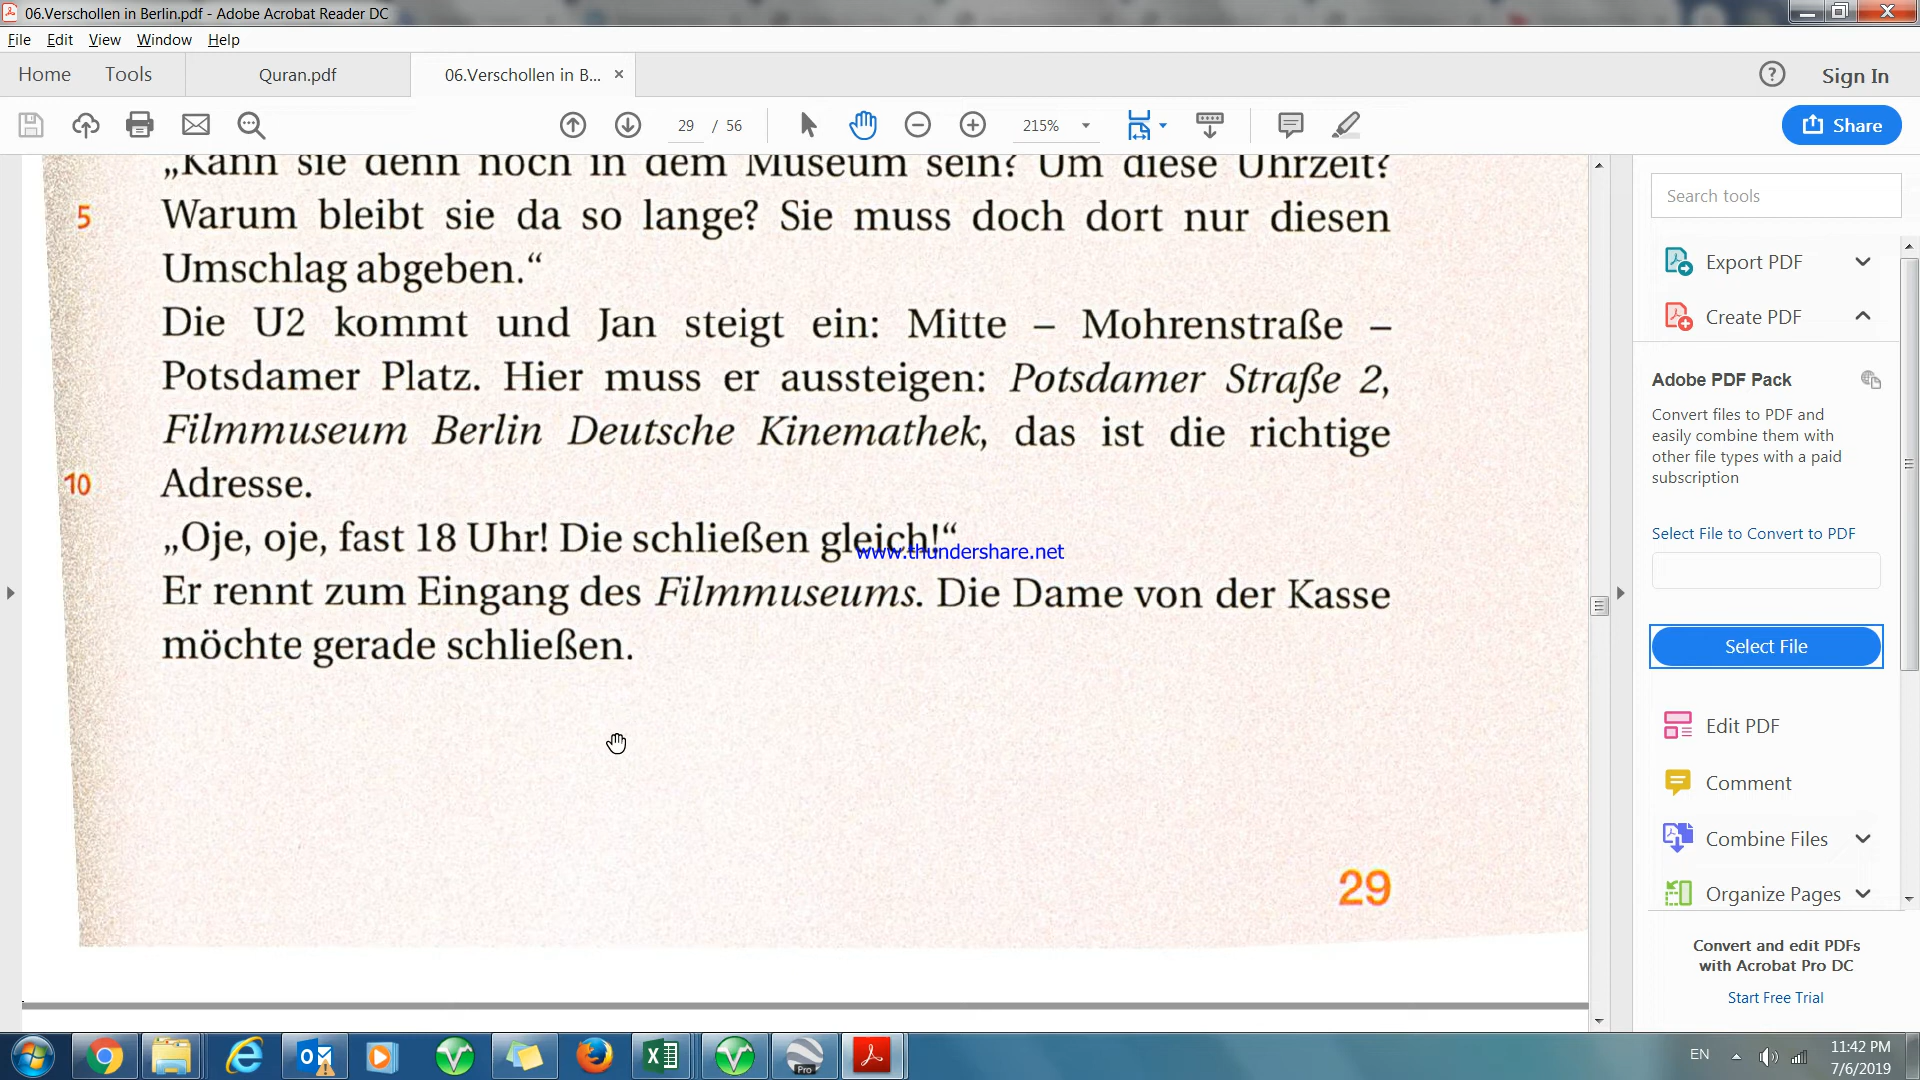 06.Verschollen in Berlin.pdf - Adobe Acrobat Reader DC
File Edit View Window Help
Home Tools Quran.pdf 06.Verschollen in B... × Sign In
29 / 56 215% Share
„Kann sie denn noch in dem Museum sein? Um diese Uhrzeit?
5 Warum bleibt sie da so lange? Sie muss doch dort nur diesen
Umschlag abgeben.“
Die U2 kommt und Jan steigt ein: Mitte – Mohrenstraße –
Potsdamer Platz. Hier muss er aussteigen: Potsdamer Straße 2,
Filmmuseum Berlin Deutsche Kinemathek, das ist die richtige
10 Adresse.
„Oje, oje, fast 18 Uhr! Die schließen gleich!“
www.thundershare.net
Er rennt zum Eingang des Filmmuseums. Die Dame von der Kasse
möchte gerade schließen.
29
Search tools
Export PDF
Create PDF
Adobe PDF Pack
Convert files to PDF and
easily combine them with
other file types with a paid
subscription
Select File to Convert to PDF
Select File
Edit PDF
Comment
Combine Files
Organize Pages
Convert and edit PDFs
with Acrobat Pro DC
Start Free Trial
Pro
EN
11:42 PM
7/6/2019